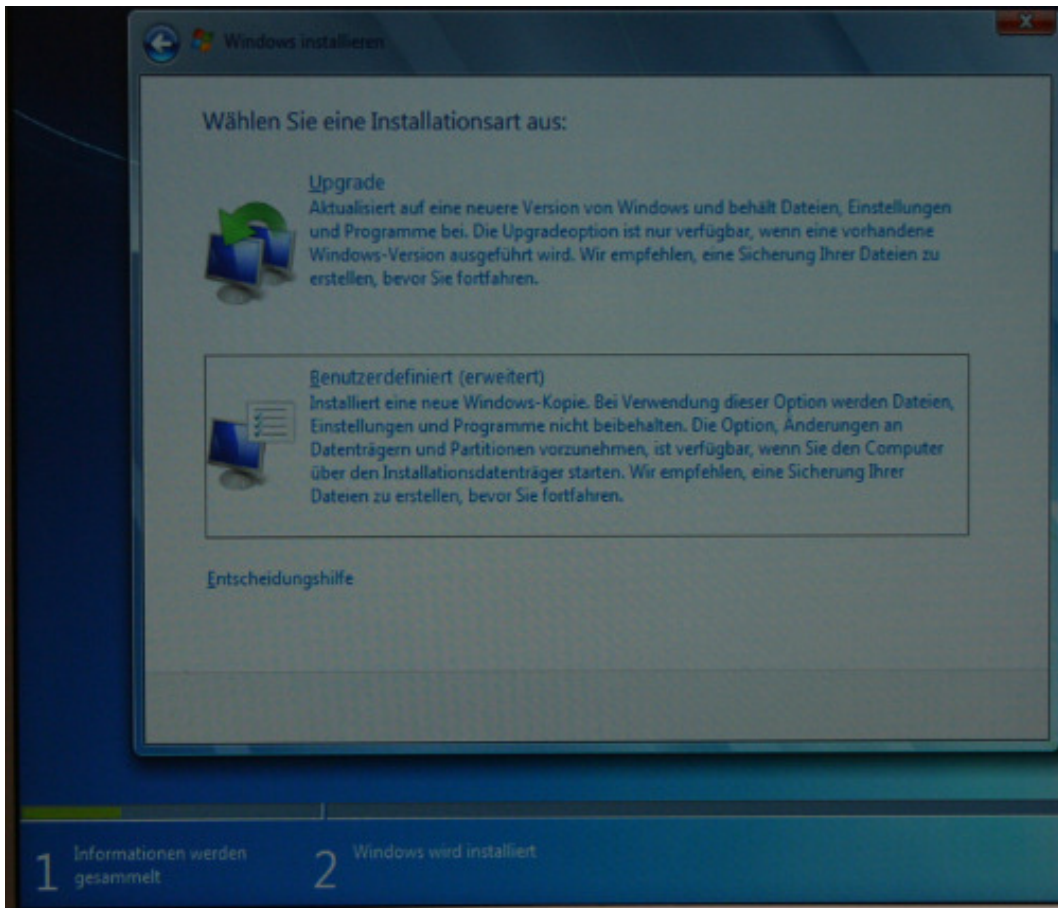 Windows installieren
Wählen Sie eine Installationsart aus:
Upgrade
Aktualisiert auf eine neuere Version von Windows und behält Dateien, Einstellungen
und Programme bei. Die Upgradeoption ist nur verfügbar, wenn eine vorhandene
Windows-Version ausgeführt wird. Wir empfehlen, eine Sicherung Ihrer Dateien zu
erstellen, bevor Sie fortfahren.
Benutzerdefiniert (erweitert)
Installiert eine neue Windows-Kopie. Bei Verwendung dieser Option werden Dateien,
Einstellungen und Programme nicht beibehalten. Die Option, Änderungen an
Datenträgern und Partitionen vorzunehmen, ist verfügbar, wenn Sie den Computer
über den Installationsdatenträger starten. Wir empfehlen, eine Sicherung Ihrer
Dateien zu erstellen, bevor Sie fortfahren.
Entscheidungshilfe
1 Informationen werden
gesammelt
2 Windows wird installiert